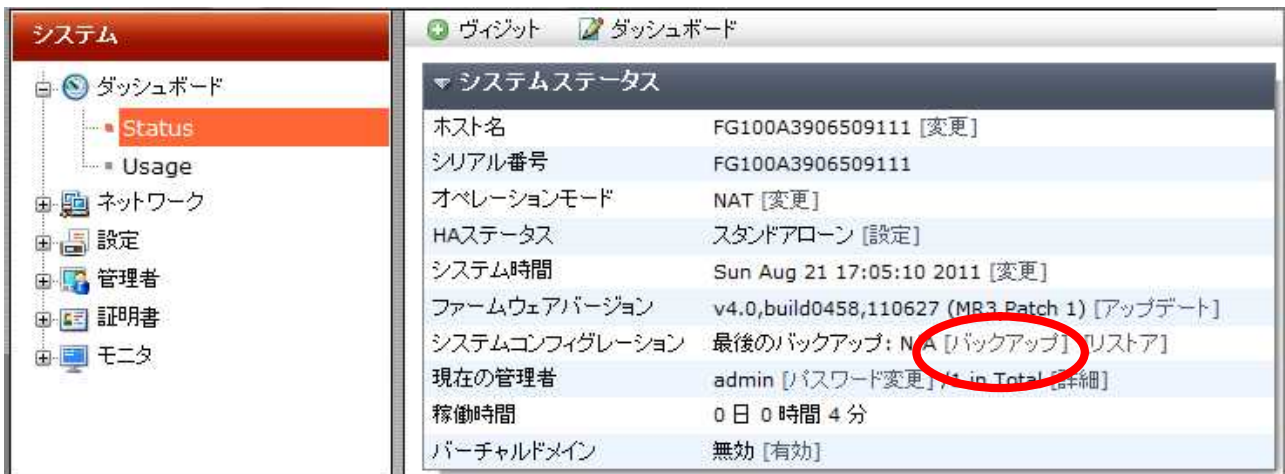 システム
ダッシュボード
Status
Usage
ネットワーク
設定
管理者
証明書
モニタ
ヴィジット ダッシュボード
システムステータス
ホスト名 FG100A3906509111 [変更]
シリアル番号 FG100A3906509111
オペレーションモード NAT [変更]
HAステータス スタンドアローン [設定]
システム時間 Sun Aug 21 17:05:10 2011 [変更]
ファームウェアバージョン v4.0,build0458,110627 (MR3 Patch 1) [アップデート]
システムコンフィグレーション 最後のバックアップ: N/A [バックアップ] [リストア]
現在の管理者 admin [パスワード変更] /1 in Total [詳細]
稼働時間 0 日 0 時間 4 分
バーチャルドメイン 無効 [有効]